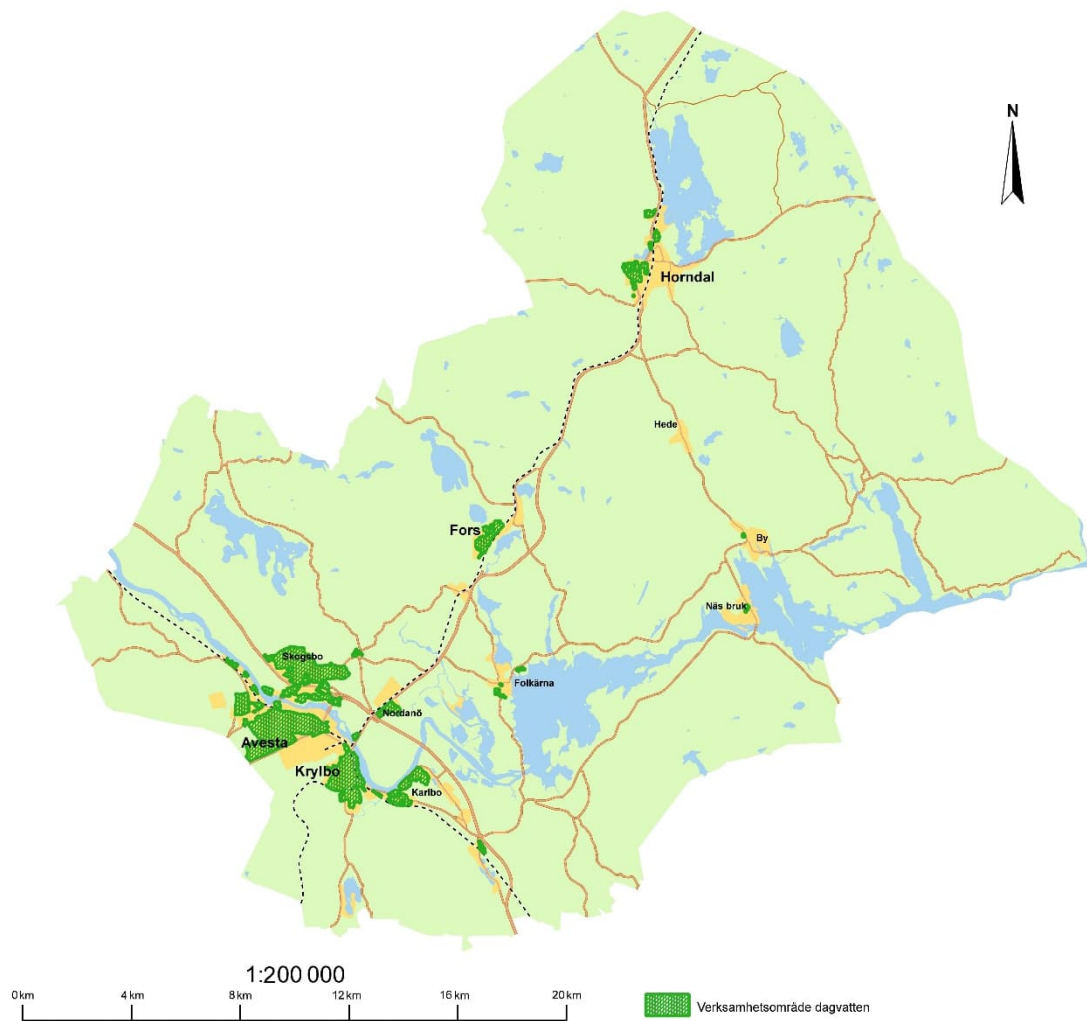 N
Horndal
Hede
Fors
By
Näs bruk
Skogsbo
Folkärna
Nordanö
Avesta
Krylbo
Karlbo
1:200 000
0 km 4 km 8 km 12 km 16 km 20 km
Verksamhetsområde dagvatten